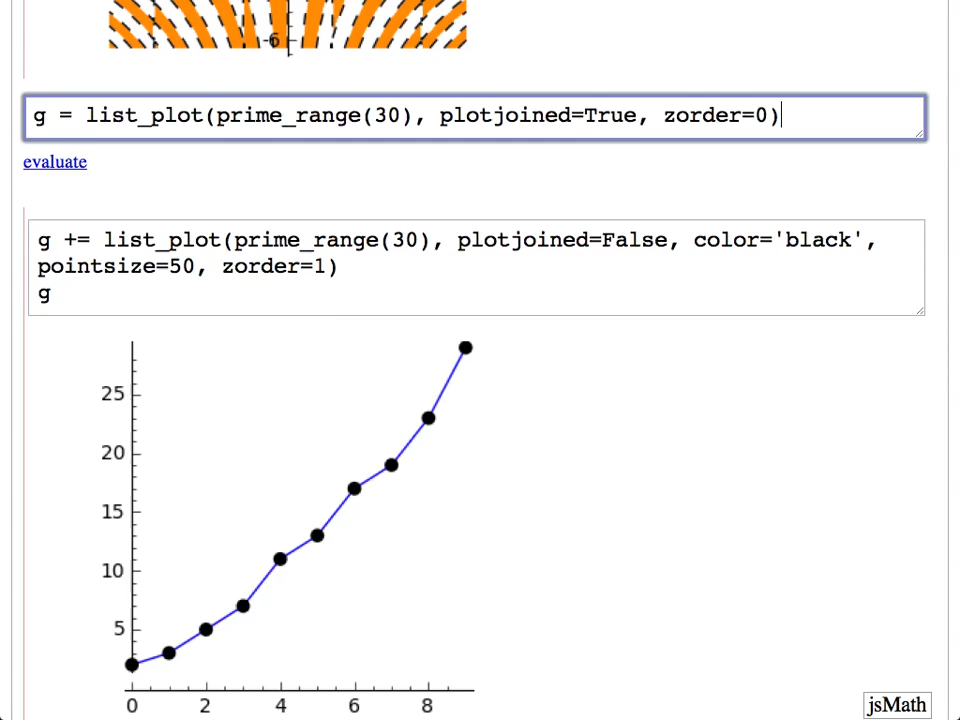 -6
g = list_plot(prime_range(30), plotjoined=True, zorder=0)
evaluate
g += list_plot(prime_range(30), plotjoined=False, color='black',
pointsize=50, zorder=1)
g
25
20
15
10
5
0 2 4 6 8
jsMath